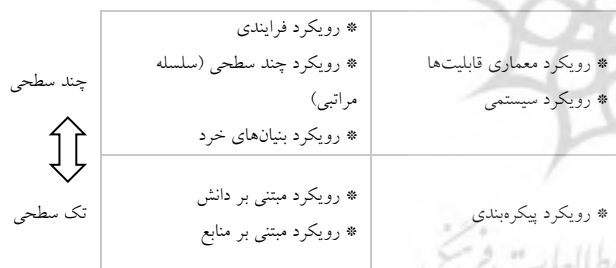 * رویکرد معماری قابلیت‌ها
* رویکرد سیستمی
* رویکرد فرایندی
* رویکرد چند سطحی (سلسله
مراتبی)
* رویکرد بنیان‌های خرد
چند سطحی
* رویکرد پیکره‌بندی
* رویکرد مبتنی بر دانش
* رویکرد مبتنی بر منابع
تک سطحی